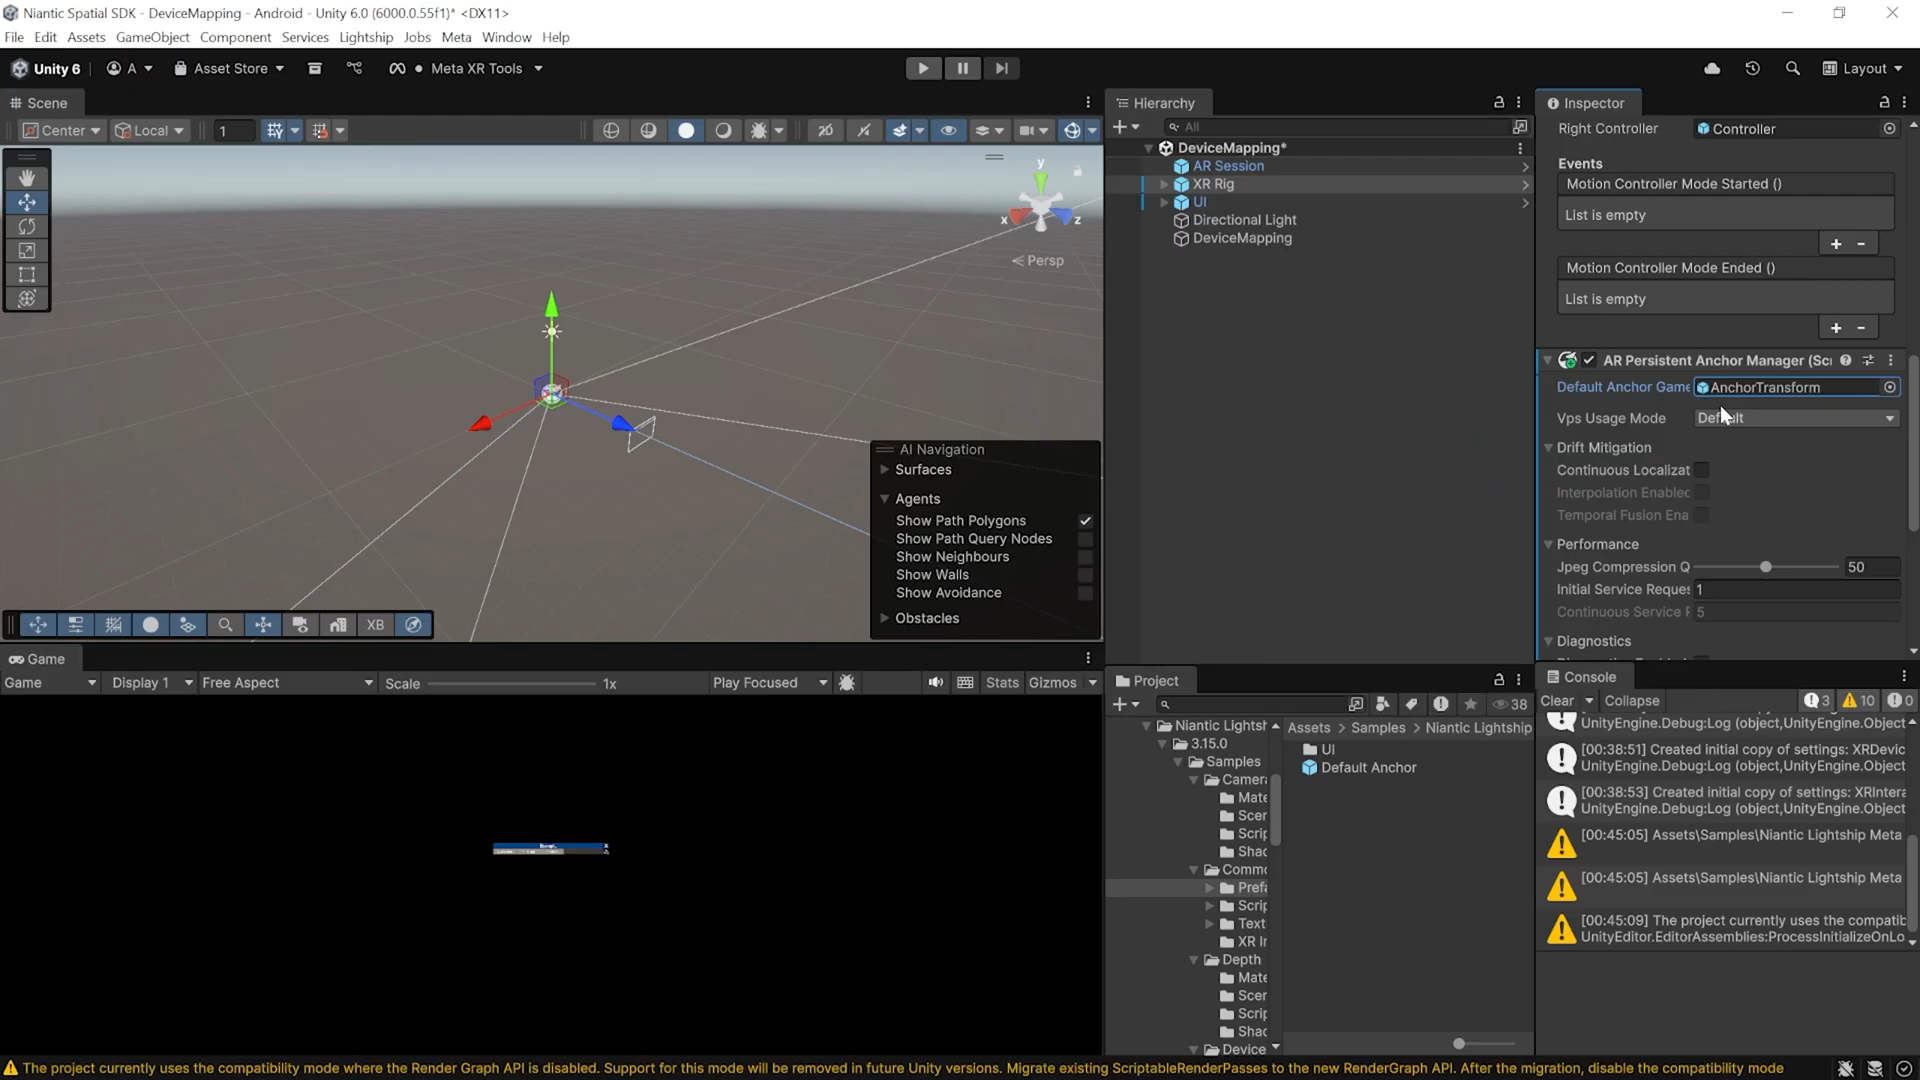 Niantic Spatial SDK - DeviceMapping - Android - Unity 6.0 (6000.0.55f1)* <DX11>
File Edit Assets GameObject Component Services Lightship Jobs Meta Window Help
Unity 6 A Asset Store Meta XR Tools Layout
Scene
Center Local 1
y
x
z
Persp
AI Navigation
Surfaces
Agents
Show Path Polygons
Show Path Query Nodes
Show Neighbours
Show Walls
Show Avoidance
Obstacles
XB
Game
Game Display 1 Free Aspect Scale 1x Play Focused Stats Gizmos
Hierarchy
All
DeviceMapping*
AR Session
XR Rig
UI
Directional Light
DeviceMapping
Inspector
Right Controller Controller
Events
Motion Controller Mode Started ()
List is empty
+ -
Motion Controller Mode Ended ()
List is empty
+ -
AR Persistent Anchor Manager (Scr
Default Anchor Game AnchorTransform
Vps Usage Mode Default
Drift Mitigation
Continuous Localizat
Interpolation Enablec
Temporal Fusion Ena
Performance
Jpeg Compression Q 50
Initial Service Reques 1
Continuous Service F 5
Diagnostics
Project
38
Niantic Lightsh
3.15.0
Samples
Camera
Mate
Scer
Scrip
Shac
Commo
Prefa
Scrip
Text
XR Ir
Depth
Mate
Scer
Scrip
Shac
Device
Assets > Samples > Niantic Lightship
UI
Default Anchor
Console
Clear Collapse 3 10 0
UnityEngine.Debug:Log (object,UnityEngine.Object
[00:38:51] Created initial copy of settings: XRDevic
UnityEngine.Debug:Log (object,UnityEngine.Object
[00:38:53] Created initial copy of settings: XRIntera
UnityEngine.Debug:Log (object,UnityEngine.Object
[00:45:05] Assets\Samples\Niantic Lightship Meta
[00:45:05] Assets\Samples\Niantic Lightship Meta
[00:45:09] The project currently uses the compatib
UnityEditor.EditorAssemblies:ProcessInitializeOnLo
The project currently uses the compatibility mode where the Render Graph API is disabled. Support for this mode will be removed in future Unity versions. Migrate existing ScriptableRenderPasses to the new RenderGraph API. After the migration, disable the compatibility mode